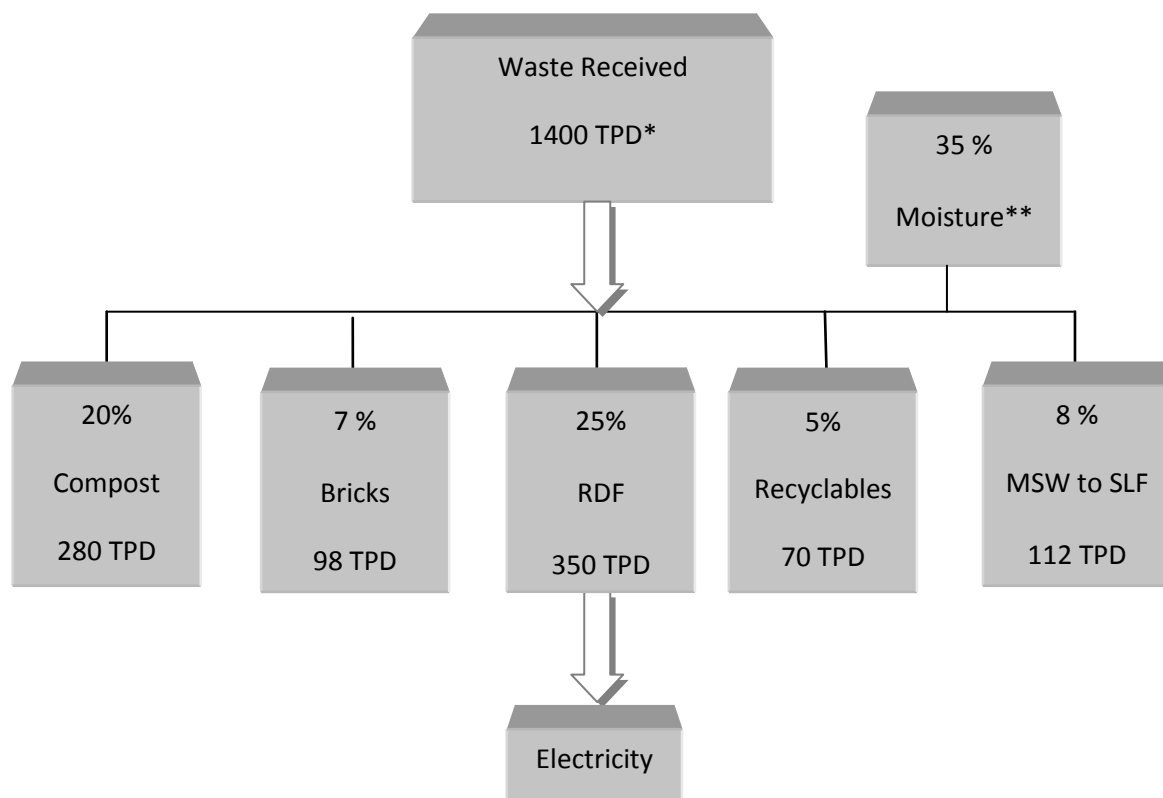 Waste Received
1400 TPD*
35 %
Moisture**
20%
Compost
280 TPD
7 %
Bricks
98 TPD
25%
RDF
350 TPD
5%
Recyclables
70 TPD
8 %
MSW to SLF
112 TPD
Electricity